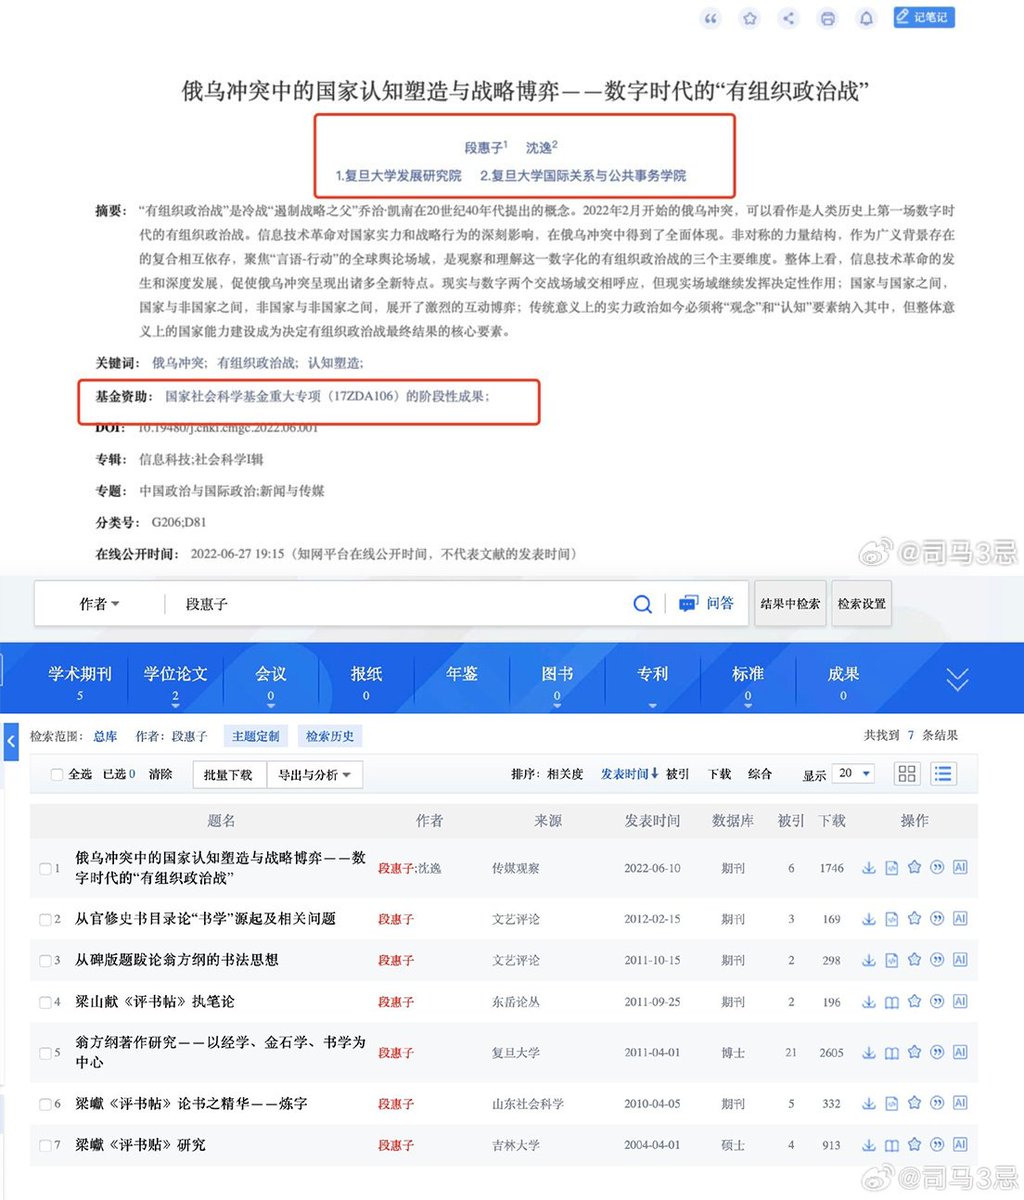 记笔记
俄乌冲突中的国家认知塑造与战略博弈——数字时代的“有组织政治战”
段惠子1 沈逸2
1.复旦大学发展研究院 2.复旦大学国际关系与公共事务学院
摘要: “有组织政治战”是冷战“遏制战略之父”乔治·凯南在20世纪40年代提出的概念。2022年2月开始的俄乌冲突，可以看作是人类历史上第一场数字时
代的有组织政治战。信息技术革命对国家实力和战略行为的深刻影响，在俄乌冲突中得到了全面体现。非对称的力量结构，作为广义背景存在
的复合相互依存，聚焦“言语-行动”的全球舆论场域，是观察和理解这一数字化的有组织政治战的三个主要维度。整体上看，信息技术革命的发
生和深度发展，促使俄乌冲突呈现出诸多全新特点。现实与数字两个交战场域交相呼应，但现实场域继续发挥决定性作用；国家与国家之间，
国家与非国家之间，非国家与非国家之间，展开了激烈的互动博弈；传统意义上的实力政治如今必须将“观念”和“认知”要素纳入其中，但整体意
义上的国家能力建设成为决定有组织政治战最终结果的核心要素。
关键词: 俄乌冲突; 有组织政治战; 认知塑造;
基金资助: 国家社会科学基金重大专项（17ZDA106）的阶段性成果;
DOI: 10.19480/j.cnki.cmgc.2022.06.001
专辑: 信息科技;社会科学Ⅰ辑
专题: 中国政治与国际政治;新闻与传媒
分类号: G206;D81
在线公开时间: 2022-06-27 19:15（知网平台在线公开时间，不代表文献的发表时间）
@司马3忌
作者 段惠子 问答 结果中检索 检索设置
学术期刊 学位论文 会议 报纸 年鉴 图书 专利 标准 成果
5 2 0 0 0 0 0
检索范围: 总库 作者: 段惠子 主题定制 检索历史 共找到 7 条结果
全选 已选0 清除 批量下载 导出与分析 排序: 相关度 发表时间↓ 被引 下载 综合 显示 20
题名 作者 来源 发表时间 数据库 被引 下载 操作
1 俄乌冲突中的国家认知塑造与战略博弈——数
字时代的“有组织政治战” 段惠子;沈逸 传媒观察 2022-06-10 期刊 6 1746 AI
2 从官修史书目录论“书学”源起及相关问题 段惠子 文艺评论 2012-02-15 期刊 3 169 AI
3 从碑版题跋论翁方纲的书法思想 段惠子 文艺评论 2011-10-15 期刊 2 298 AI
4 梁山献《评书帖》执笔论 段惠子 东岳论丛 2011-09-25 期刊 2 196 AI
5 翁方纲著作研究——以经学、金石学、书学为
中心 段惠子 复旦大学 2011-04-01 博士 21 2605 AI
6 梁巘《评书帖》论书之精华——炼字 段惠子 山东社会科学 2010-04-05 期刊 5 332 AI
7 梁巘《评书贴》研究 段惠子 吉林大学 2004-04-01 硕士 4 913 AI
@司马3忌